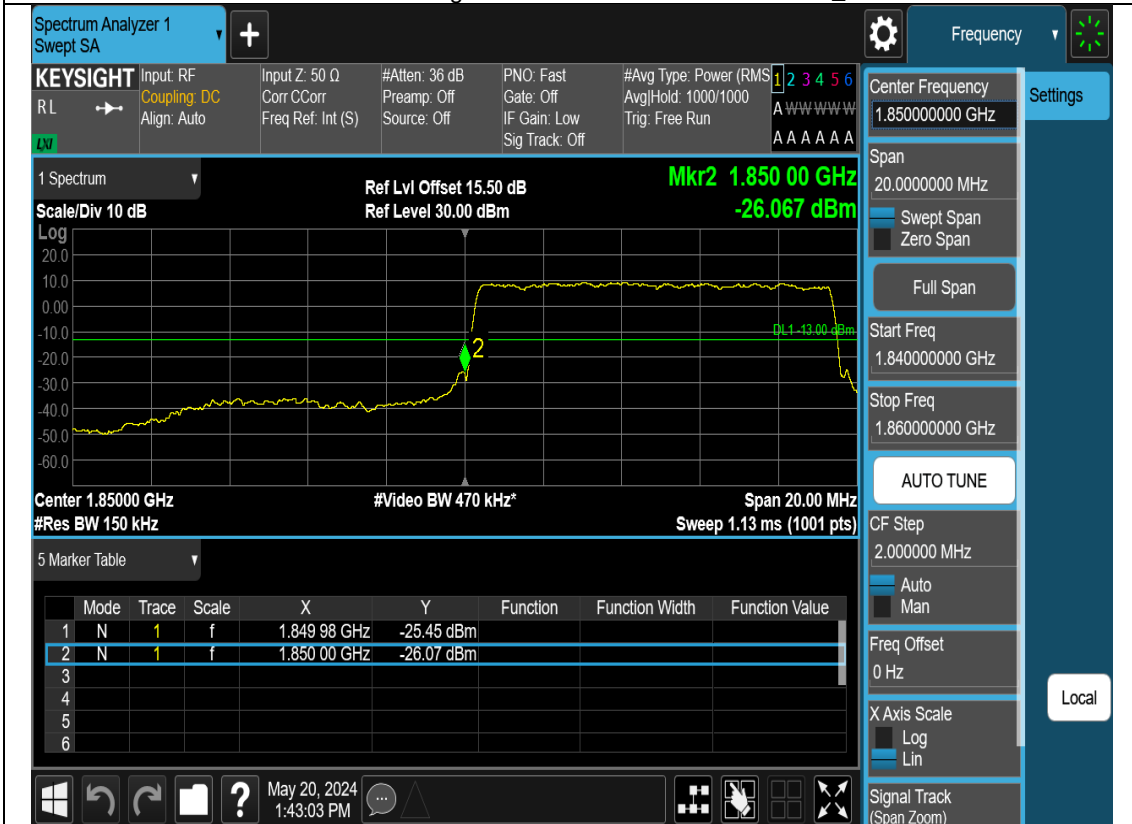 Spectrum Analyzer 1
Swept SA
Frequency
KEYSIGHT
R L
LXI
Input: RF
Coupling: DC
Align: Auto
Input Z: 50 Ω
Corr CCorr
Freq Ref: Int (S)
#Atten: 36 dB
Preamp: Off
Source: Off
PNO: Fast
Gate: Off
IF Gain: Low
Sig Track: Off
#Avg Type: Power (RMS
Avg|Hold: 1000/1000
Trig: Free Run
1 2 3 4 5 6
A W W W W W
A A A A A A
1 Spectrum
Scale/Div 10 dB
Ref Lvl Offset 15.50 dB
Ref Level 30.00 dBm
Mkr2 1.850 00 GHz
-26.067 dBm
Log
20.0
10.0
0.00
-10.0
-20.0
-30.0
-40.0
-50.0
-60.0
DL1 -13.00 dBm
2
Center 1.85000 GHz
#Res BW 150 kHz
#Video BW 470 kHz*
Span 20.00 MHz
Sweep 1.13 ms (1001 pts)
5 Marker Table
Mode Trace Scale X Y Function Function Width Function Value
1 N 1 f 1.849 98 GHz -25.45 dBm
2 N 1 f 1.850 00 GHz -26.07 dBm
3
4
5
6
May 20, 2024
1:43:03 PM
Center Frequency
1.850000000 GHz
Settings
Span
20.0000000 MHz
Swept Span
Zero Span
Full Span
Start Freq
1.840000000 GHz
Stop Freq
1.860000000 GHz
AUTO TUNE
CF Step
2.000000 MHz
Auto
Man
Freq Offset
0 Hz
X Axis Scale
Log
Lin
Signal Track
(Span Zoom)
Local